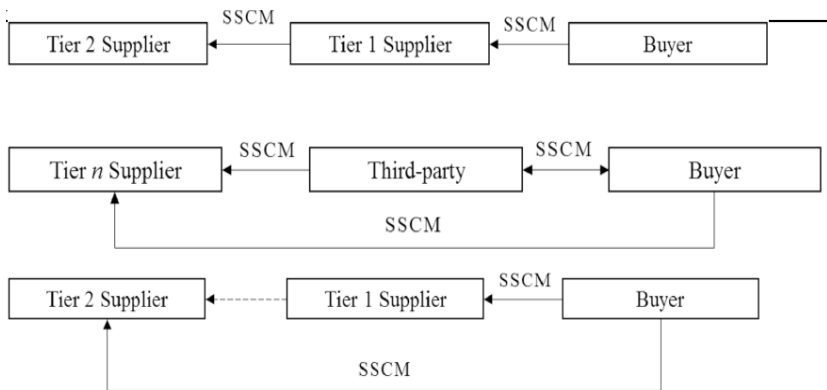 SSCM SSCM
Tier 2 Supplier Tier 1 Supplier Buyer
SSCM SSCM
Tier n Supplier Third-party Buyer
SSCM
SSCM
Tier 2 Supplier Tier 1 Supplier Buyer
SSCM